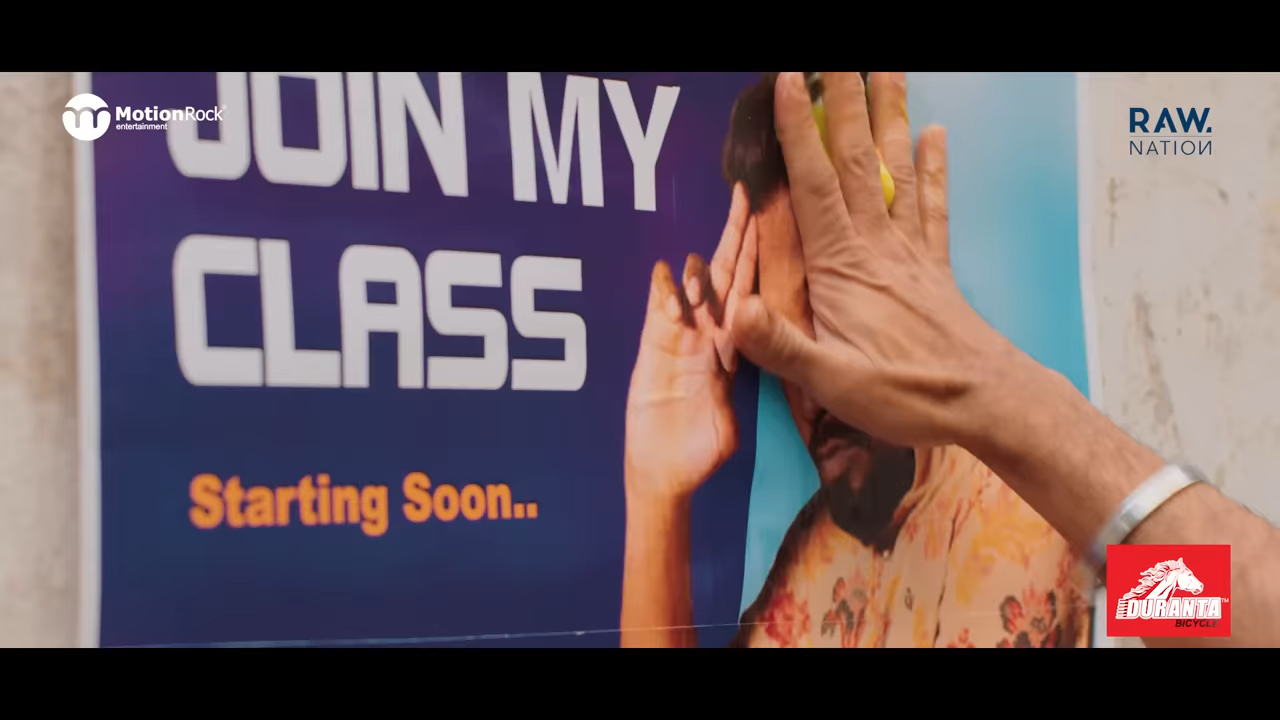 JOIN MY
CLASS
Starting Soon..
MotionRock
entertainment
RAW.
NATION
DURANTA
BICYCLE